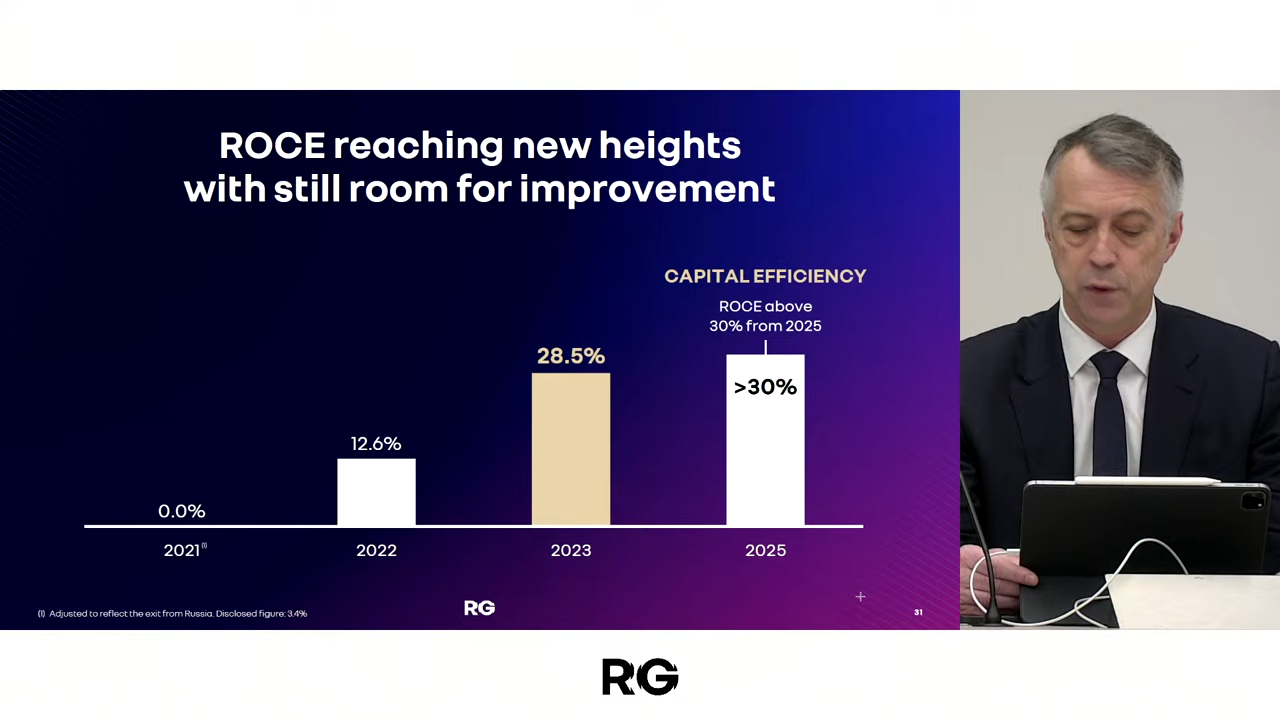 ROCE reaching new heights
with still room for improvement
CAPITAL EFFICIENCY
ROCE above
30% from 2025
0.0%
12.6%
28.5%
>30%
2021 (1)
2022
2023
2025
(1) Adjusted to reflect the exit from Russia. Disclosed figure: 3.4%
RG
31
RG